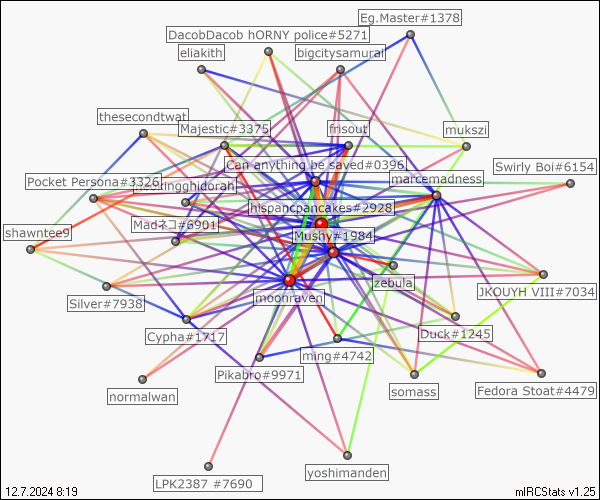 Eg.Master#1378
DacobDacob hORNY police#5271
eliakith
bigcitysamurai
thesecondtwat
Majestic#3375
frisout
mukszi
Can anything be saved#0396
Swirly Boi#6154
Pocket Persona#3326
marcemadness
hispancpancakes#2928
Madネコ#6901
shawntee9
Mushy#1984
zebula
JKOUYH VIII#7034
Silver#7938
moonraven
Cypha#1717
Duck#1245
ming#4742
Pikabro#9971
normalwan
somass
Fedora Stoat#4479
yoshimanden
LPK2387 #7690
12.7.2024 8:19
mIRCStats v1.25